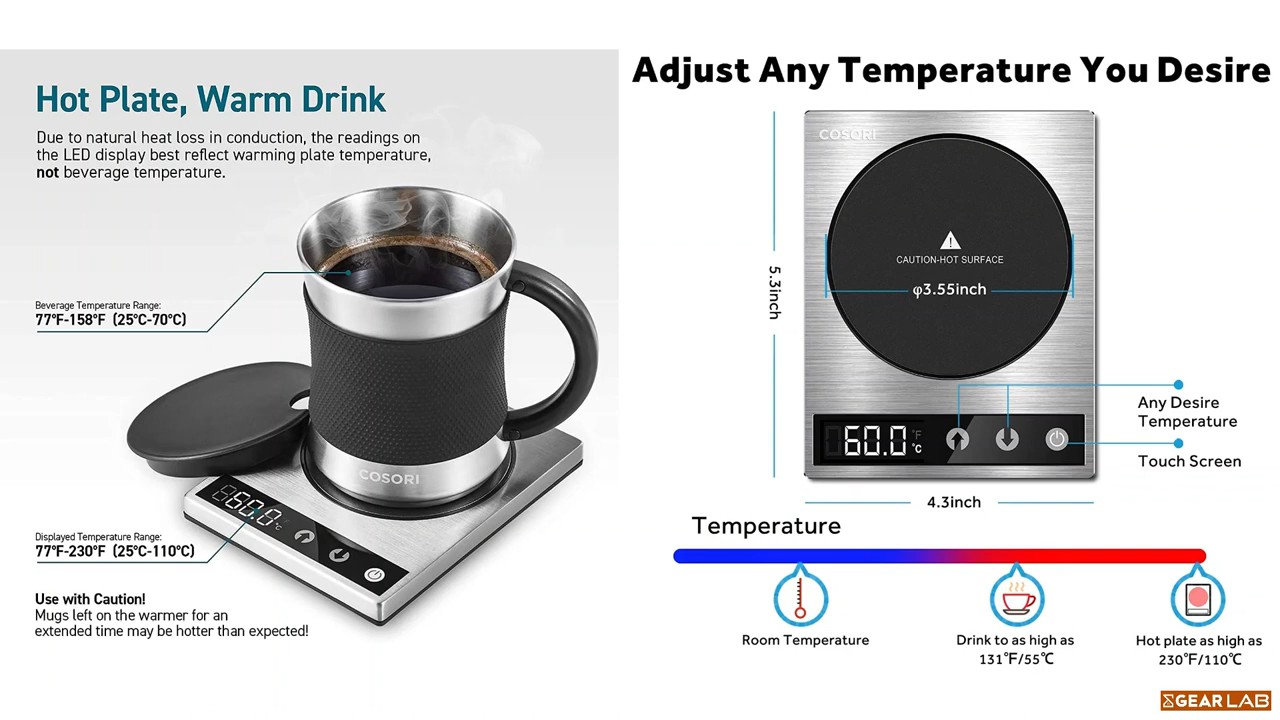 Hot Plate, Warm Drink
Due to natural heat loss in conduction, the readings on
the LED display best reflect warming plate temperature,
not beverage temperature.
Beverage Temperature Range:
77°F-158°F (25°C-70°C)
COSORI
60.0 °C
Displayed Temperature Range:
77°F-230°F (25°C-110°C)
Use with Caution!
Mugs left on the warmer for an
extended time may be hotter than expected!
Adjust Any Temperature You Desire
COSORI
CAUTION-HOT SURFACE
φ3.55inch
5.3inch
60.0 °F
°C
Any Desire
Temperature
Touch Screen
4.3inch
Temperature
Room Temperature
Drink to as high as
131°F/55℃
Hot plate as high as
230°F/110℃
GEARLAB